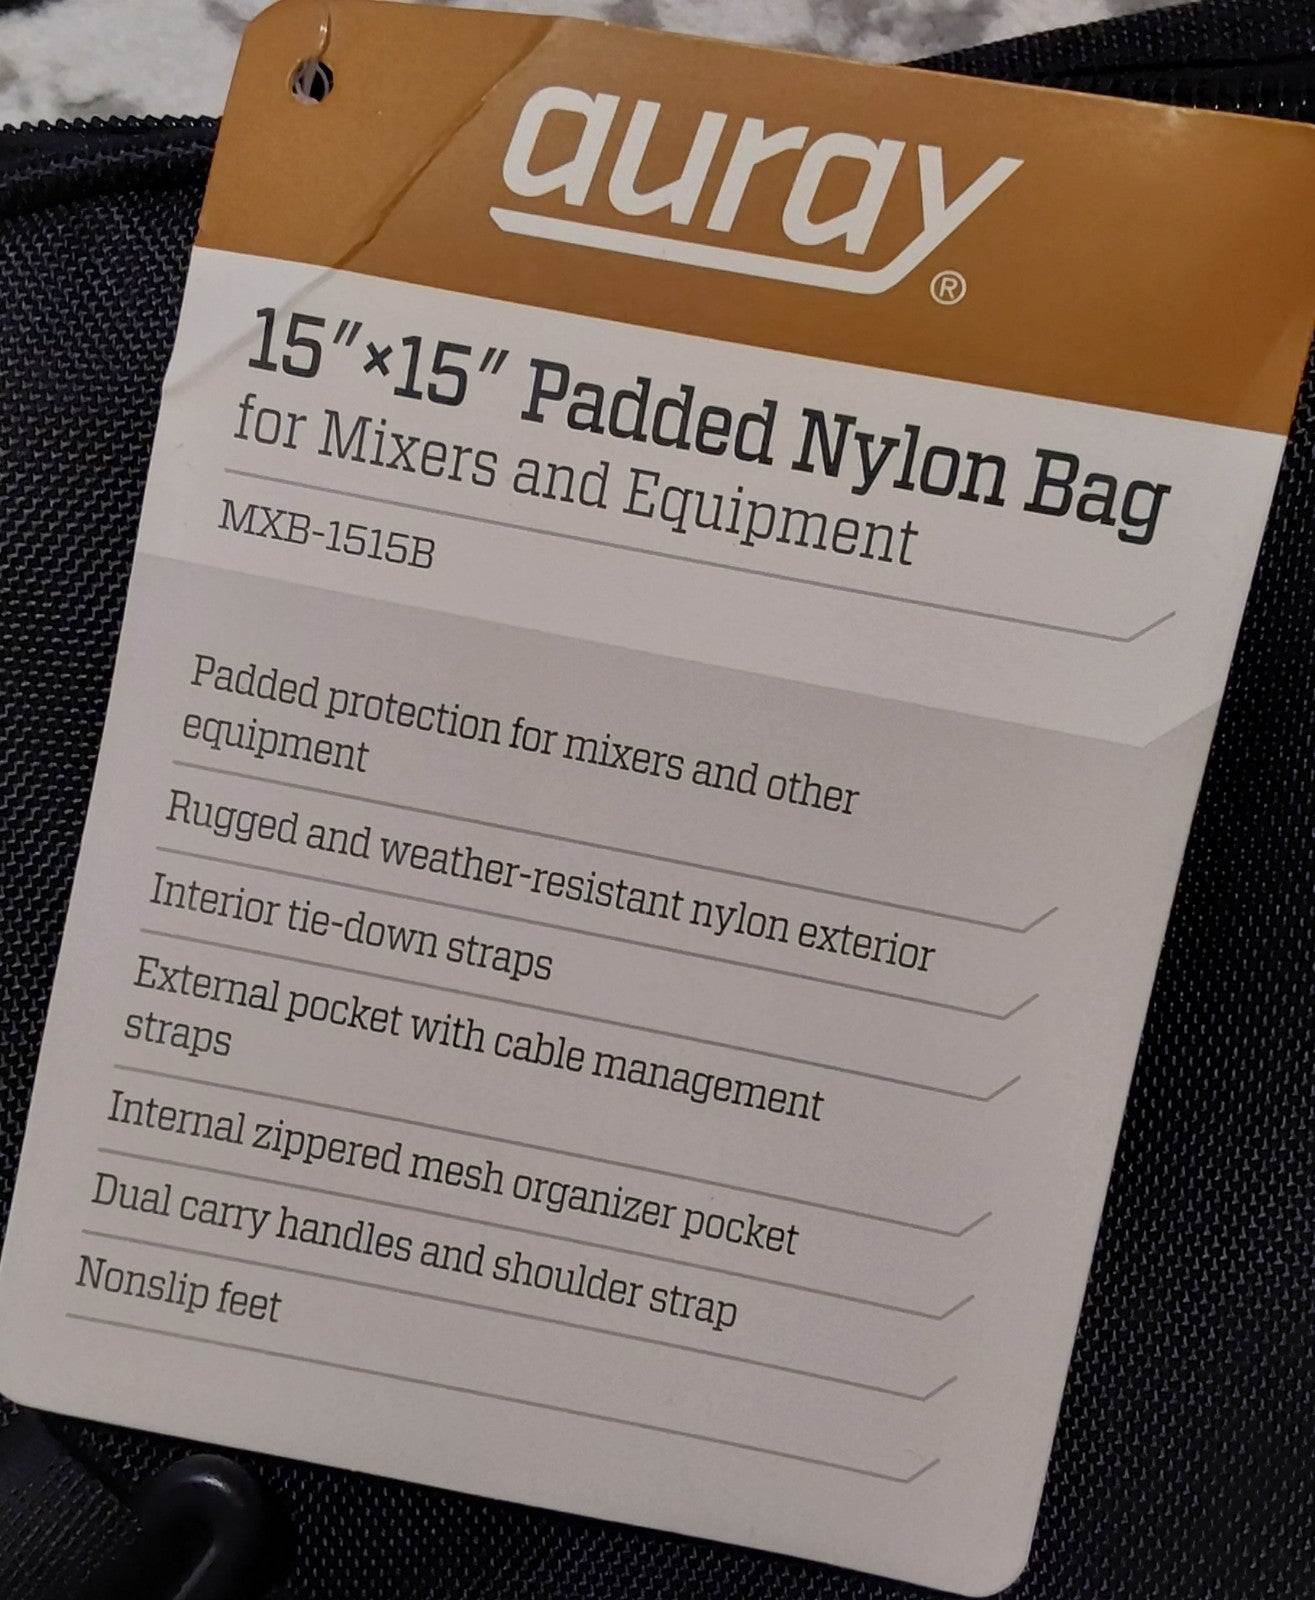 auray®
15"×15" Padded Nylon Bag
for Mixers and Equipment
MXB-1515B
Padded protection for mixers and other
equipment
Rugged and weather-resistant nylon exterior
Interior tie-down straps
External pocket with cable management
straps
Internal zippered mesh organizer pocket
Dual carry handles and shoulder strap
Nonslip feet